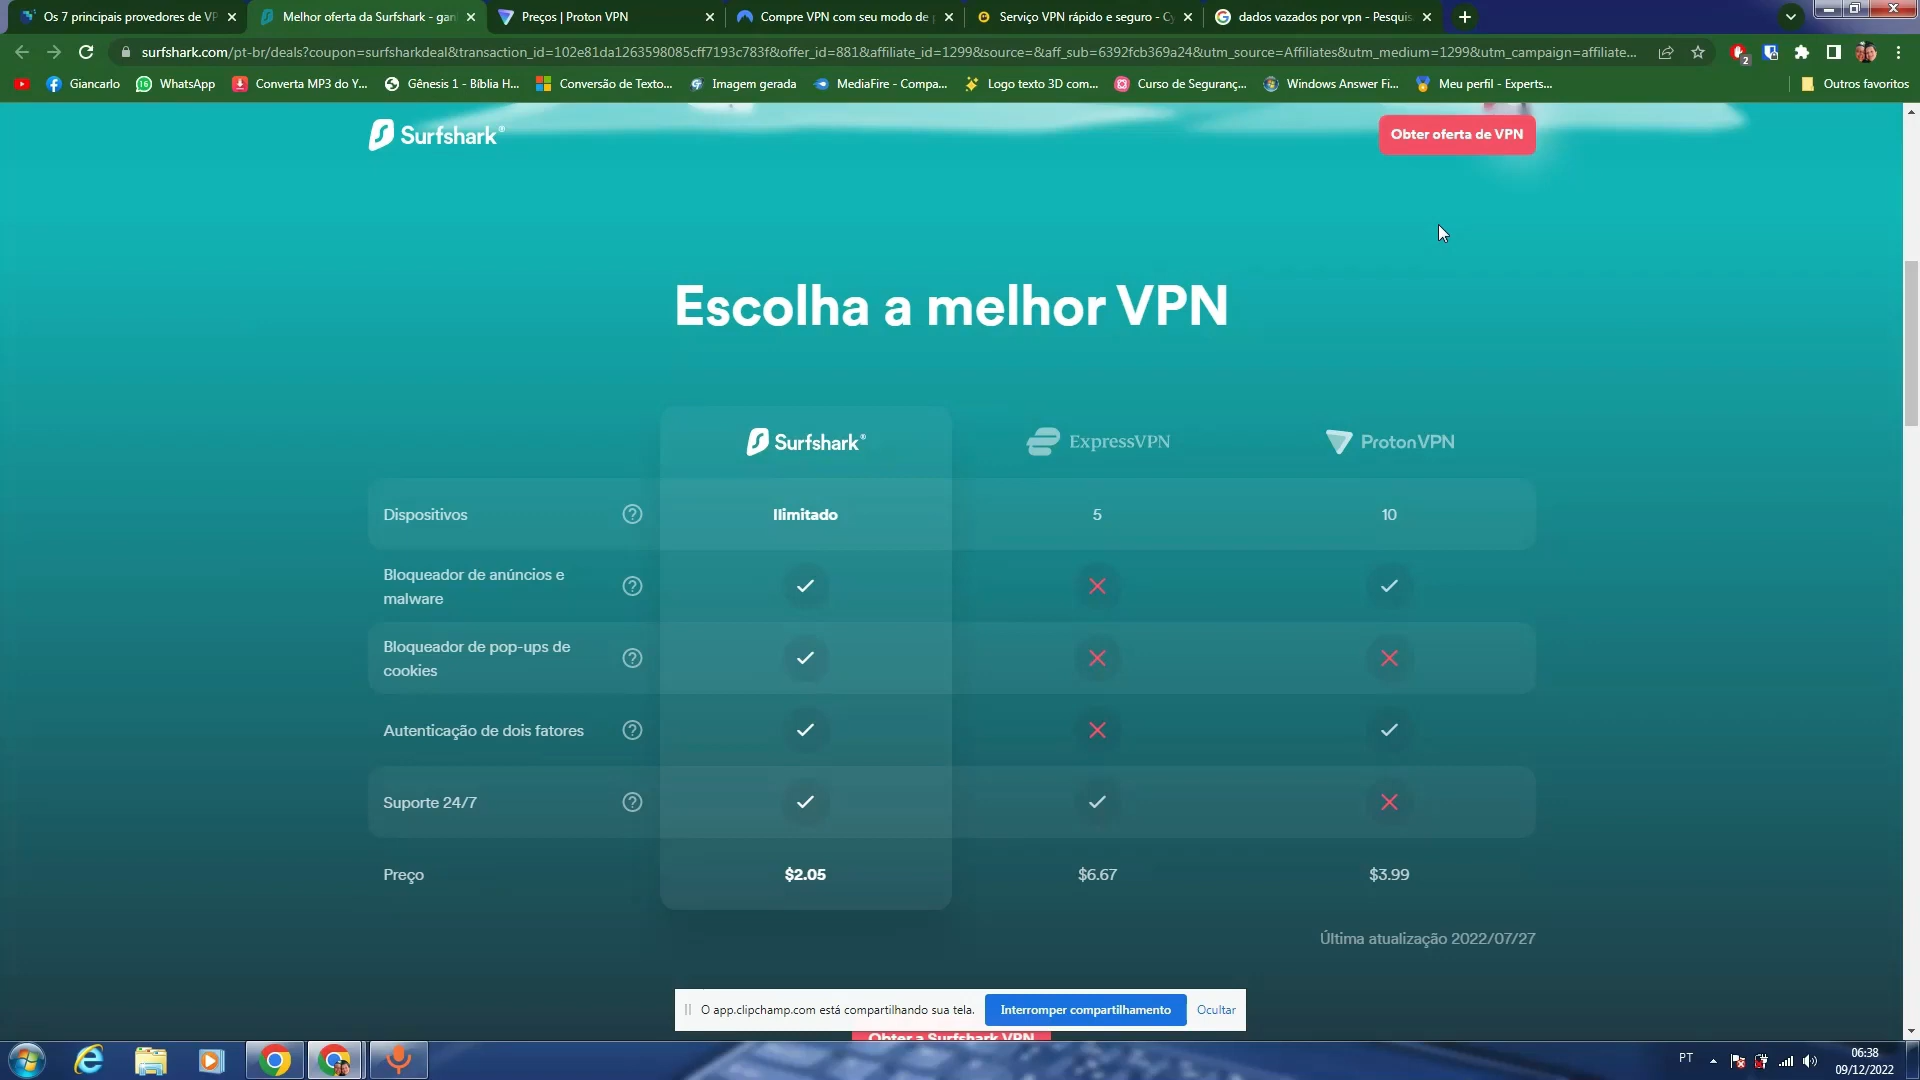 Os 7 principais provedores de VP
Melhor oferta da Surfshark - gan
Preços | Proton VPN
Compre VPN com seu modo de p
Serviço VPN rápido e seguro - Cy
dados vazados por vpn - Pesquis
surfshark.com/pt-br/deals?coupon=surfsharkdeal&transaction_id=102e81da1263598085cff7193c783f&offer_id=881&affiliate_id=1299&source=&aff_sub=6392fcb369a24&utm_source=Affiliates&utm_medium=1299&utm_campaign=affiliate...
2
Giancarlo
16
WhatsApp
Converta MP3 do Y...
Gênesis 1 - Bíblia H...
Conversão de Texto...
Imagem gerada
MediaFire - Compa...
Logo texto 3D com...
Curso de Seguranç...
Windows Answer Fi...
Meu perfil - Experts...
Outros favoritos
Surfshark®
Obter oferta de VPN
Escolha a melhor VPN
Surfshark®
ExpressVPN
ProtonVPN
Dispositivos
?
Ilimitado
5
10
Bloqueador de anúncios e
malware
?
Bloqueador de pop-ups de
cookies
?
Autenticação de dois fatores
?
Suporte 24/7
?
Preço
$2.05
$6.67
$3.99
Última atualização 2022/07/27
O app.clipchamp.com está compartilhando sua tela.
Interromper compartilhamento
Ocultar
Obter a Surfshark VPN
PT
06:38
09/12/2022